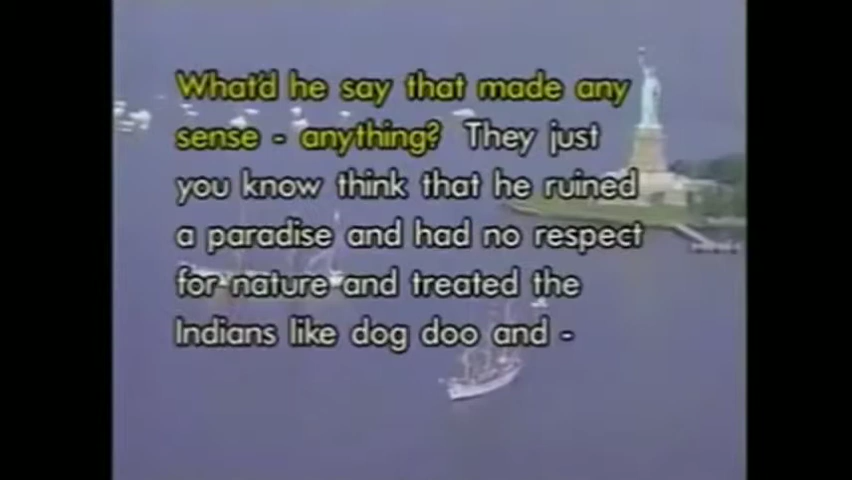 What'd he say that made any
sense - anything? They just
you know think that he ruined
a paradise and had no respect
for nature and treated the
Indians like dog doo and -